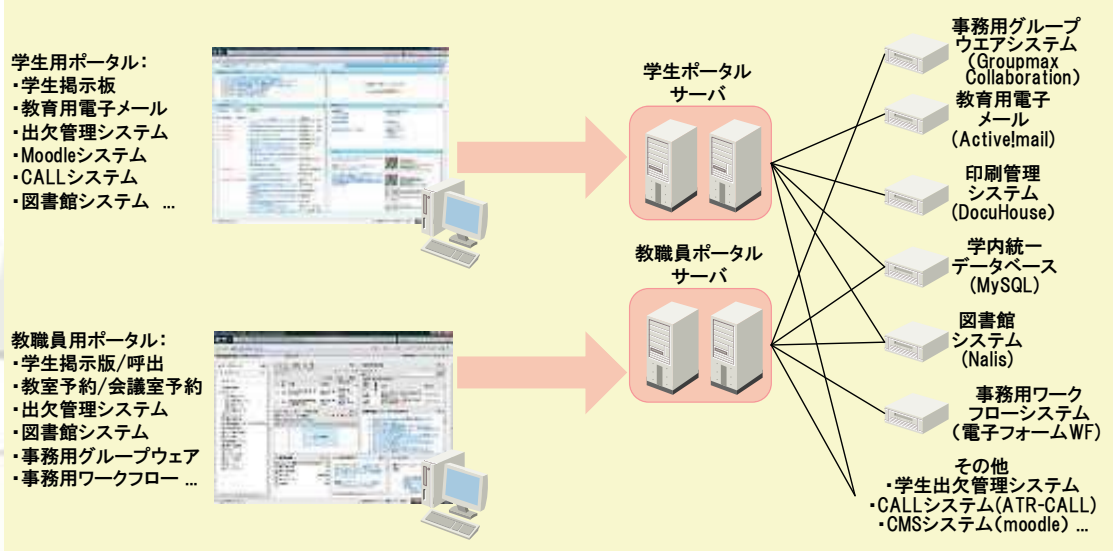 学生用ポータル：
・学生掲示板
・教育用電子メール
・出欠管理システム
・Moodleシステム
・CALLシステム
・図書館システム …
教職員用ポータル：
・学生掲示版/呼出
・教室予約/会議室予約
・出欠管理システム
・図書館システム
・事務用グループウェア
・事務用ワークフロー …
学生ポータル
サーバ
教職員ポータル
サーバ
事務用グループ
ウエアシステム
（Groupmax
Collaboration）
教育用電子
メール
（Active!mail）
印刷管理
システム
（DocuHouse）
学内統一
データベース
（MySQL）
図書館
システム
（Nalis）
事務用ワーク
フローシステム
（電子フォームWF）
その他
・学生出欠管理システム
・CALLシステム(ATR-CALL)
・CMSシステム（moodle） …